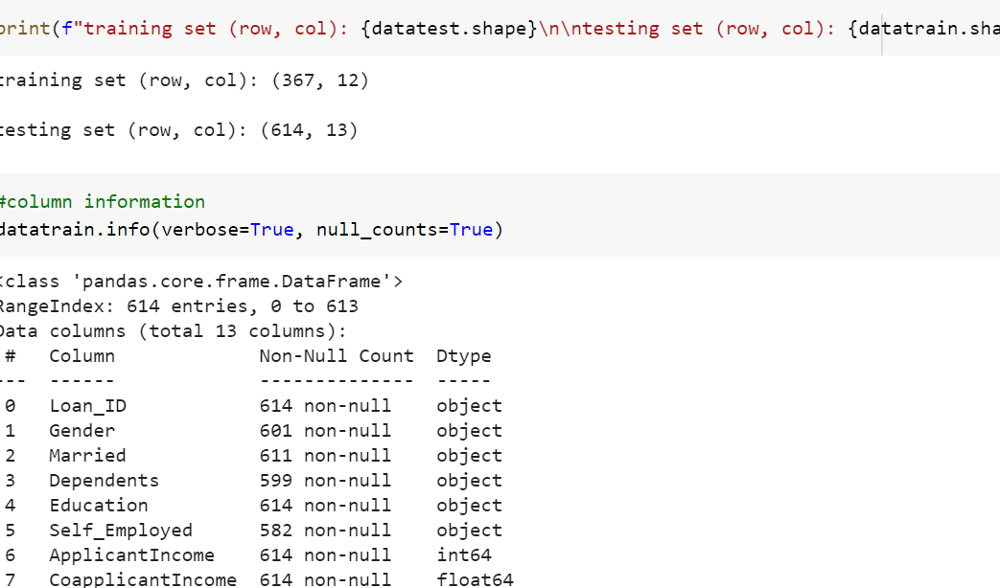 print(f"training set (row, col): {datatest.shape}\n\ntesting set (row, col): {datatrain.sha
training set (row, col): (367, 12)
testing set (row, col): (614, 13)
#column information
datatrain.info(verbose=True, null_counts=True)
<class 'pandas.core.frame.DataFrame'>
RangeIndex: 614 entries, 0 to 613
Data columns (total 13 columns):
# Column Non-Null Count Dtype
--- ------ -------------- -----
0 Loan_ID 614 non-null object
1 Gender 601 non-null object
2 Married 611 non-null object
3 Dependents 599 non-null object
4 Education 614 non-null object
5 Self_Employed 582 non-null object
6 ApplicantIncome 614 non-null int64
7 CoapplicantIncome 614 non-null float64